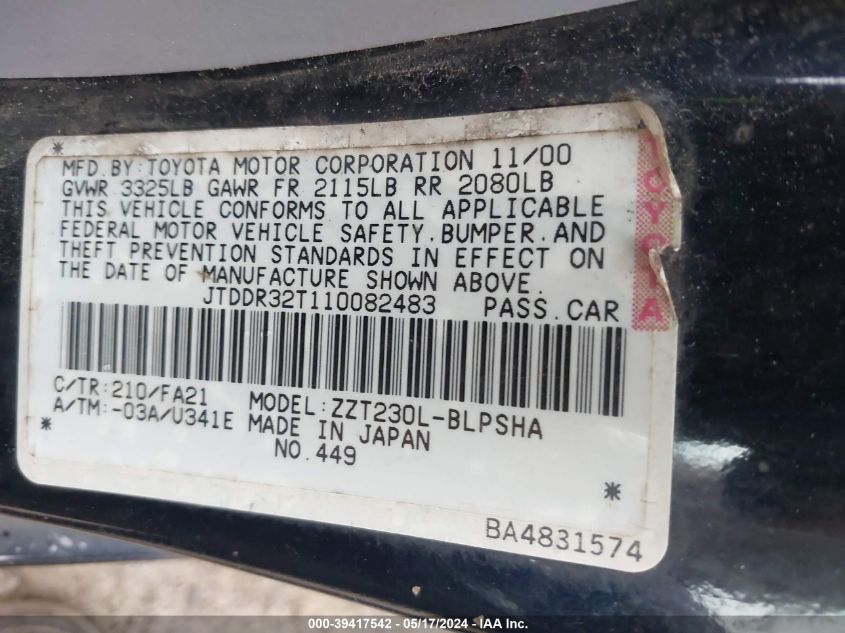 MFD.BY:TOYOTA MOTOR CORPORATION 11/00
GVWR 3325LB GAWR FR 2115LB RR 2080LB
THIS VEHICLE CONFORMS TO ALL APPLICABLE
FEDERAL MOTOR VEHICLE SAFETY,BUMPER,AND
THEFT PREVENTION STANDARDS IN EFFECT ON
THE DATE OF MANUFACTURE SHOWN ABOVE.
JTDDR32T110082483 PASS.CAR
TOYOTA
C/TR:210/FA21 MODEL:ZZT230L-BLPSHA
A/TM:-03A/U341E MADE IN JAPAN
NO.449
BA4831574
000-39417542 - 05/17/2024 - IAA Inc.